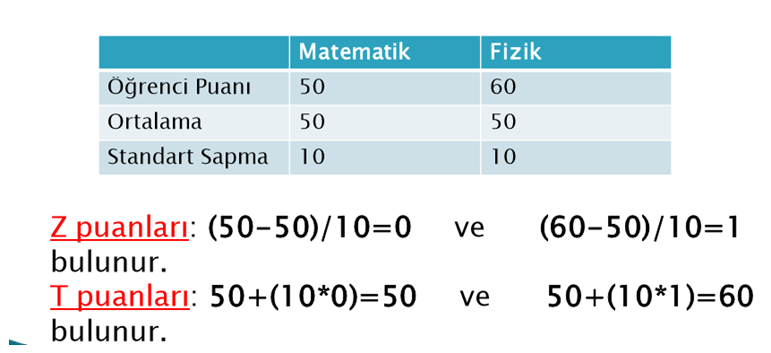 Matematik Fizik
Öğrenci Puanı 50 60
Ortalama 50 50
Standart Sapma 10 10
Z puanları: (50-50)/10=0 ve (60-50)/10=1
bulunur.
T puanları: 50+(10*0)=50 ve 50+(10*1)=60
bulunur.